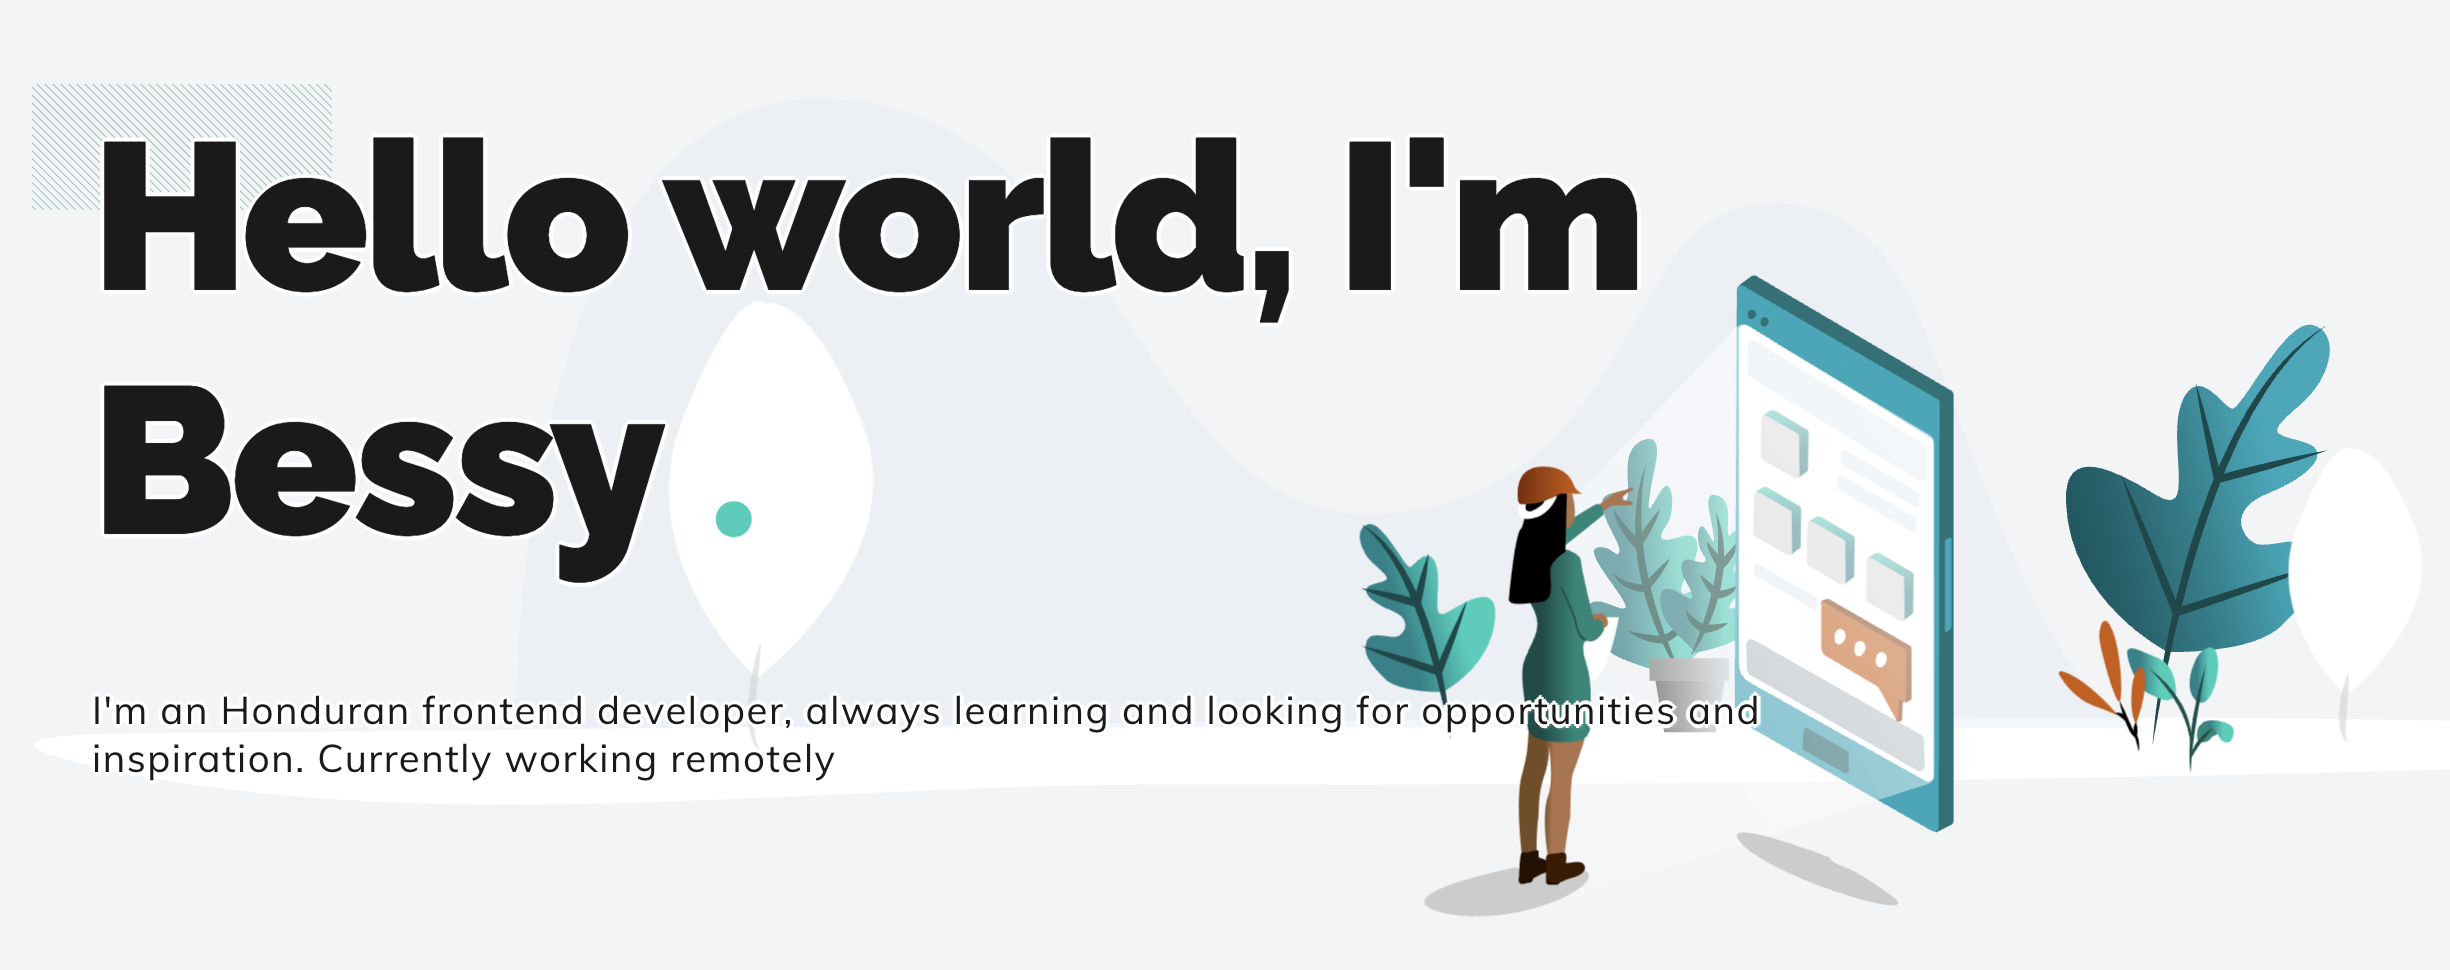 Hello world, I'm
Bessy
I'm an Honduran frontend developer, always learning and looking for opportunities and
inspiration. Currently working remotely